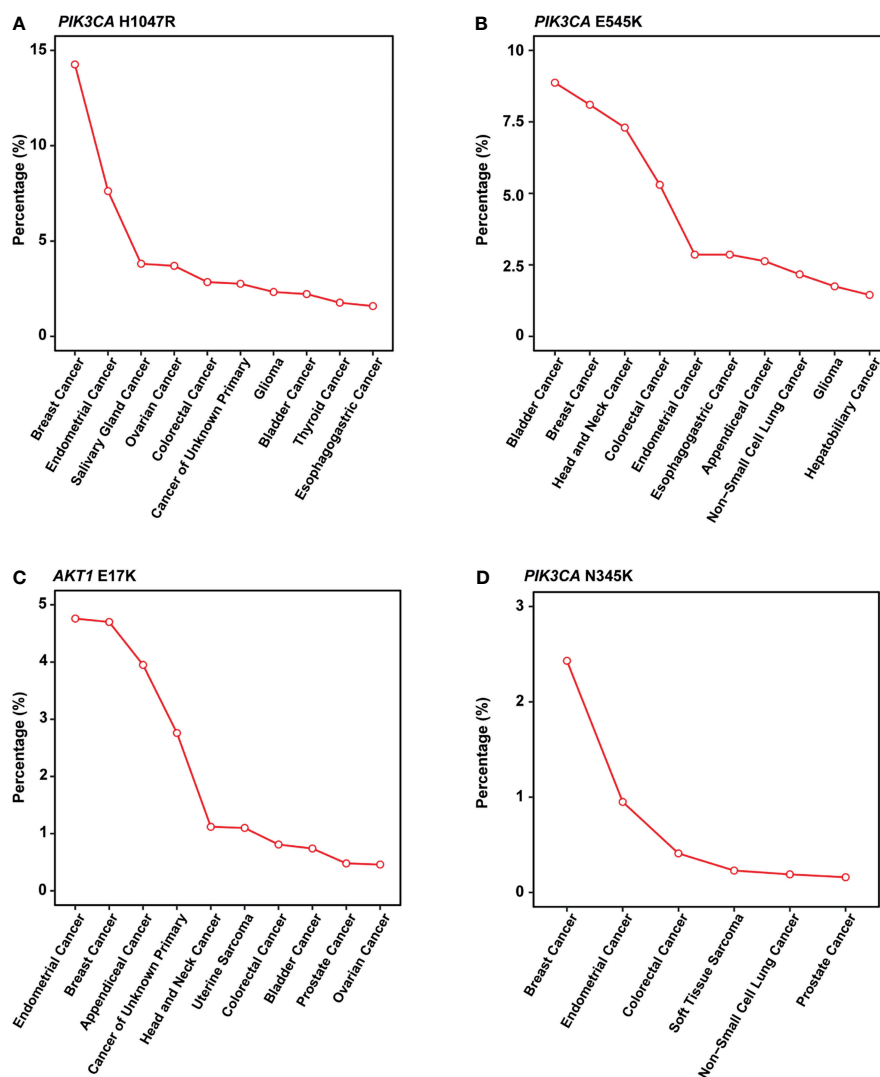 A
PIK3CA H1047R
Percentage (%)
15
10
5
0
Breast Cancer
Endometrial Cancer
Salivary Gland Cancer
Ovarian Cancer
Colorectal Cancer
Cancer of Unknown Primary
Glioma
Bladder Cancer
Thyroid Cancer
Esophagogastric Cancer
B
PIK3CA E545K
Percentage (%)
10
7.5
5.0
2.5
0
Bladder Cancer
Breast Cancer
Head and Neck Cancer
Colorectal Cancer
Endometrial Cancer
Esophagogastric Cancer
Appendiceal Cancer
Non−Small Cell Lung Cancer
Glioma
Hepatobiliary Cancer
C
AKT1 E17K
Percentage (%)
5
4
3
2
1
0
Endometrial Cancer
Breast Cancer
Appendiceal Cancer
Cancer of Unknown Primary
Head and Neck Cancer
Uterine Sarcoma
Colorectal Cancer
Bladder Cancer
Prostate Cancer
Ovarian Cancer
D
PIK3CA N345K
Percentage (%)
3
2
1
0
Breast Cancer
Endometrial Cancer
Colorectal Cancer
Soft Tissue Sarcoma
Non−Small Cell Lung Cancer
Prostate Cancer